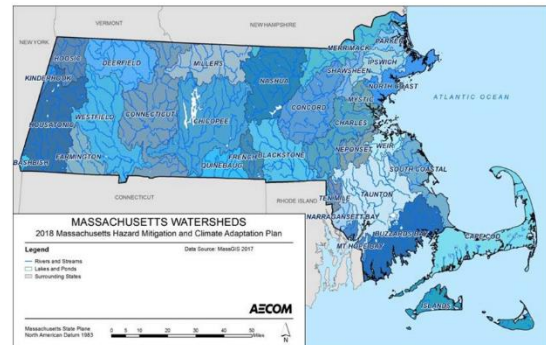 VERMONT
NEW HAMPSHIRE
NEW YORK
HOOSIC
DEERFIELD
MILLERS
MERRIMACK
PARKER
KINDERHOOK
NASHUA
IPSWICH
SHAWSHEEN
NORTH COAST
CONCORD
MYSTIC
ATLANTIC OCEAN
HOUSATONIC
WESTFIELD
CONNECTICUT
CHICOPEE
CHARLES
BASHBISH
FARMINGTON
QUINEBAUG
FRENCH
BLACKSTONE
NEPONSET
WEIR
SOUTH COASTAL
CONNECTICUT
RHODE ISLAND
TEN MILE
TAUNTON
NARRAGANSETT BAY
MT HOPE BAY
BUZZARDS BAY
CAPE COD
ISLANDS
MASSACHUSETTS WATERSHEDS
2018 Massachusetts Hazard Mitigation and Climate Adaptation Plan
Legend
Data Source: MassGIS 2017
Rivers and Streams
Lakes and Ponds
Surrounding States
AECOM
Massachusetts State Plane
North American Datum 1983
0 5 10 20 30 40 50
Miles
N